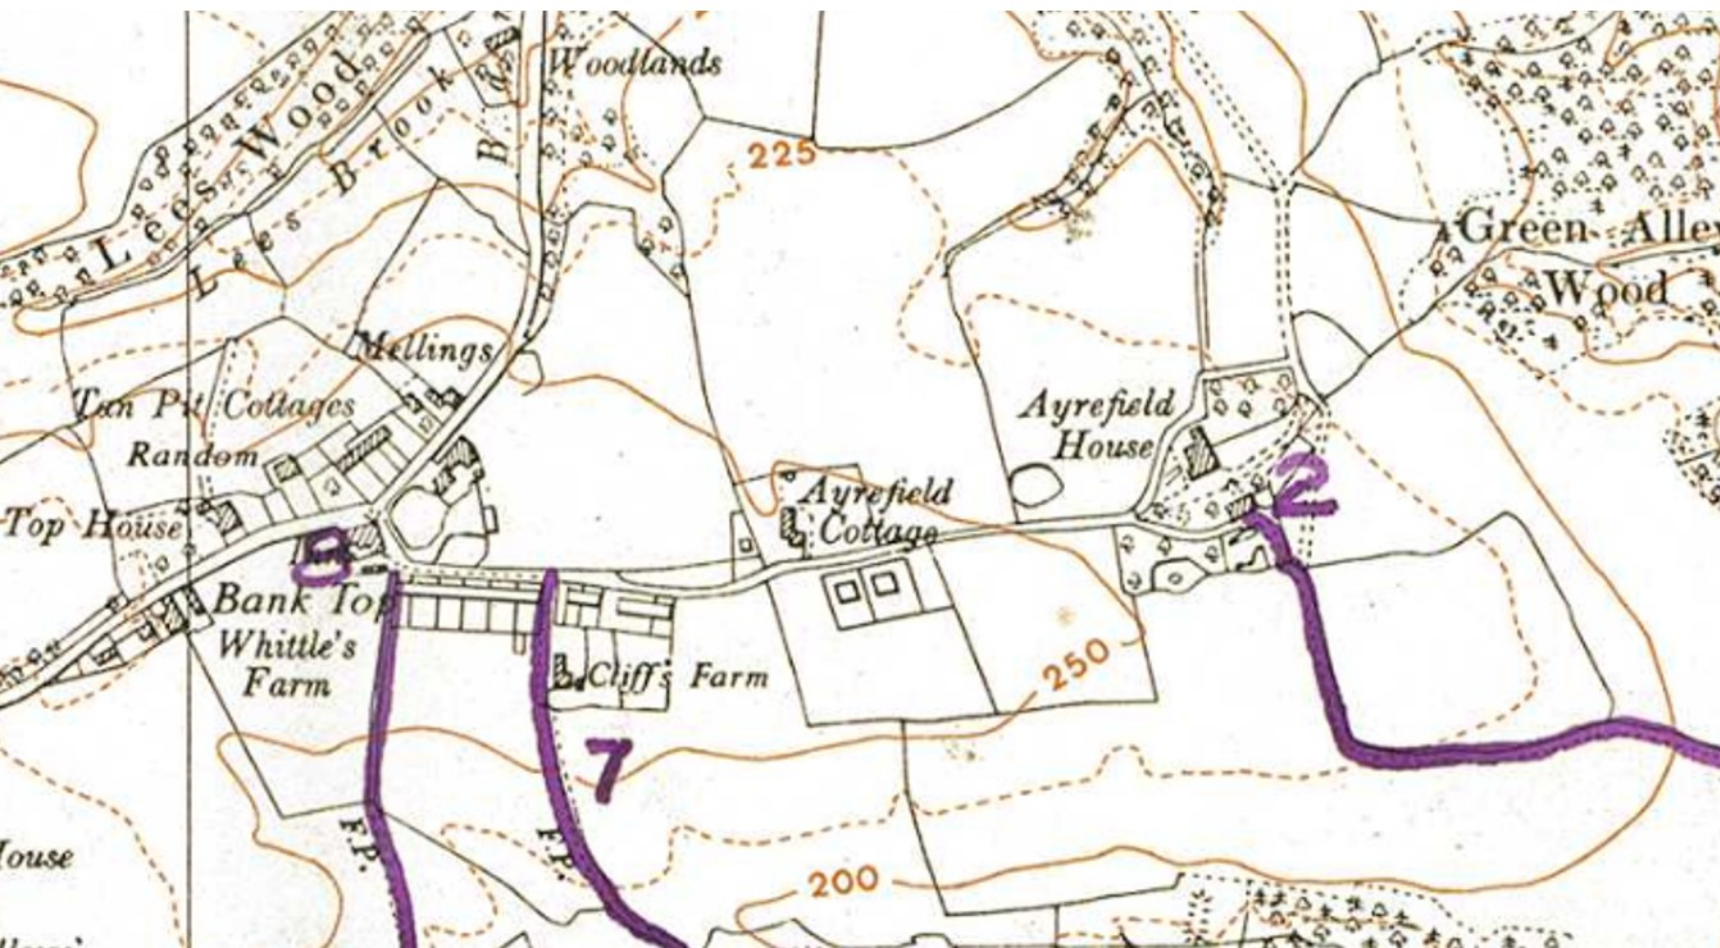 Woodlands
Lees Wood
Lees Brook
B
225
Green Alley
Wood
Mellings
Tan Pit Cottages
Random
Top House
Ayrefield
House
2
Ayrefield
Cottage
8
Bank Top
Whittle's
Farm
Cliff's Farm
250
7
F.P.
F.P.
200
House